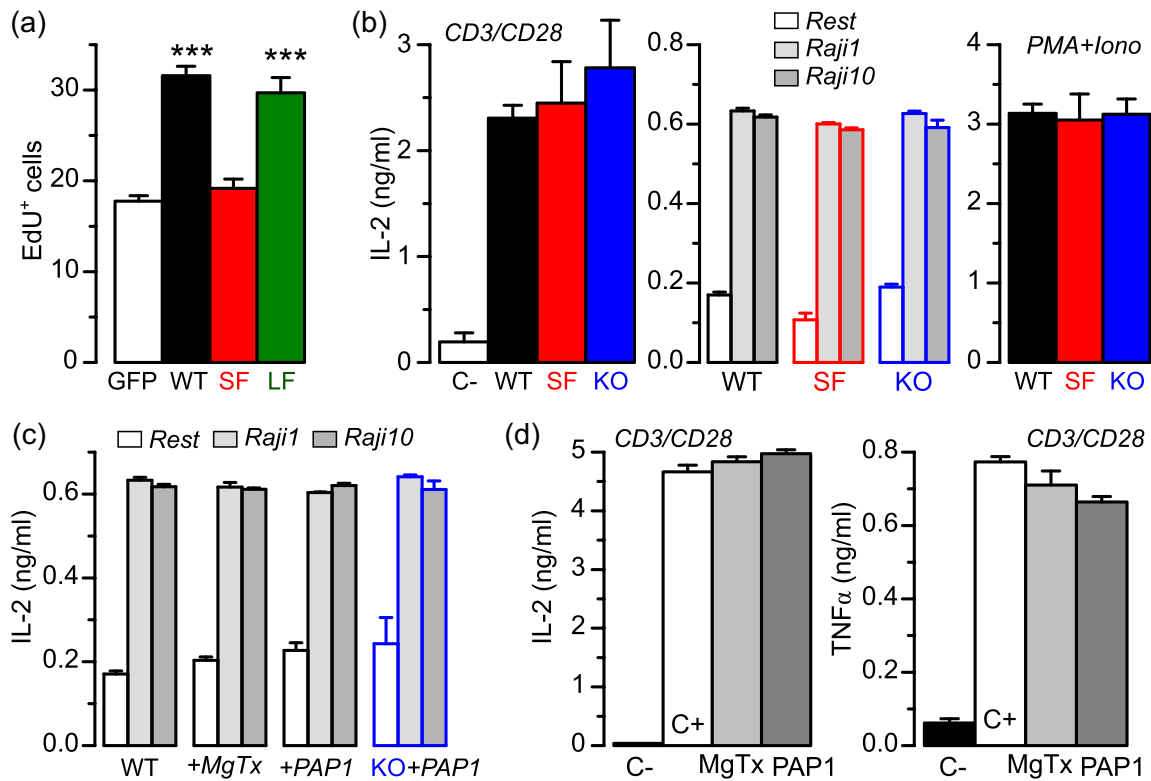 (a)
EdU⁺ cells
30
20
10
0
***
***
GFP WT SF LF
(b)
IL-2 (ng/ml)
3
2
1
0
CD3/CD28
C- WT SF KO
Rest
Raji1
Raji10
0.8
0.6
0.4
0.2
0.0
WT SF KO
PMA+Iono
4
3
2
1
0
WT SF KO
(c)
Rest Raji1 Raji10
IL-2 (ng/ml)
0.6
0.4
0.2
0.0
WT +MgTx +PAP1 KO+PAP1
(d)
CD3/CD28
IL-2 (ng/ml)
5
4
3
2
1
0
C+
C- MgTx PAP1
CD3/CD28
TNFα (ng/ml)
0.8
0.6
0.4
0.2
0.0
C+
C- MgTx PAP1